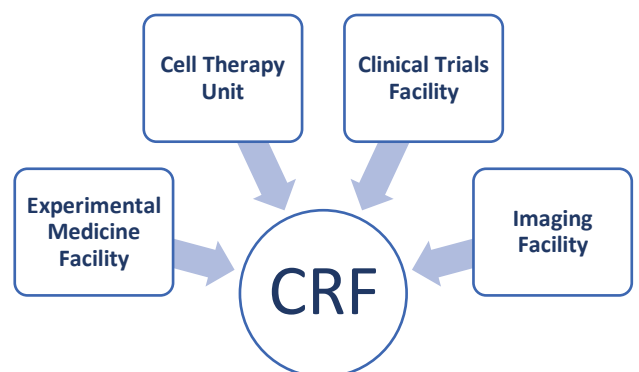 Cell Therapy
Unit
Clinical Trials
Facility
Experimental
Medicine
Facility
Imaging
Facility
CRF